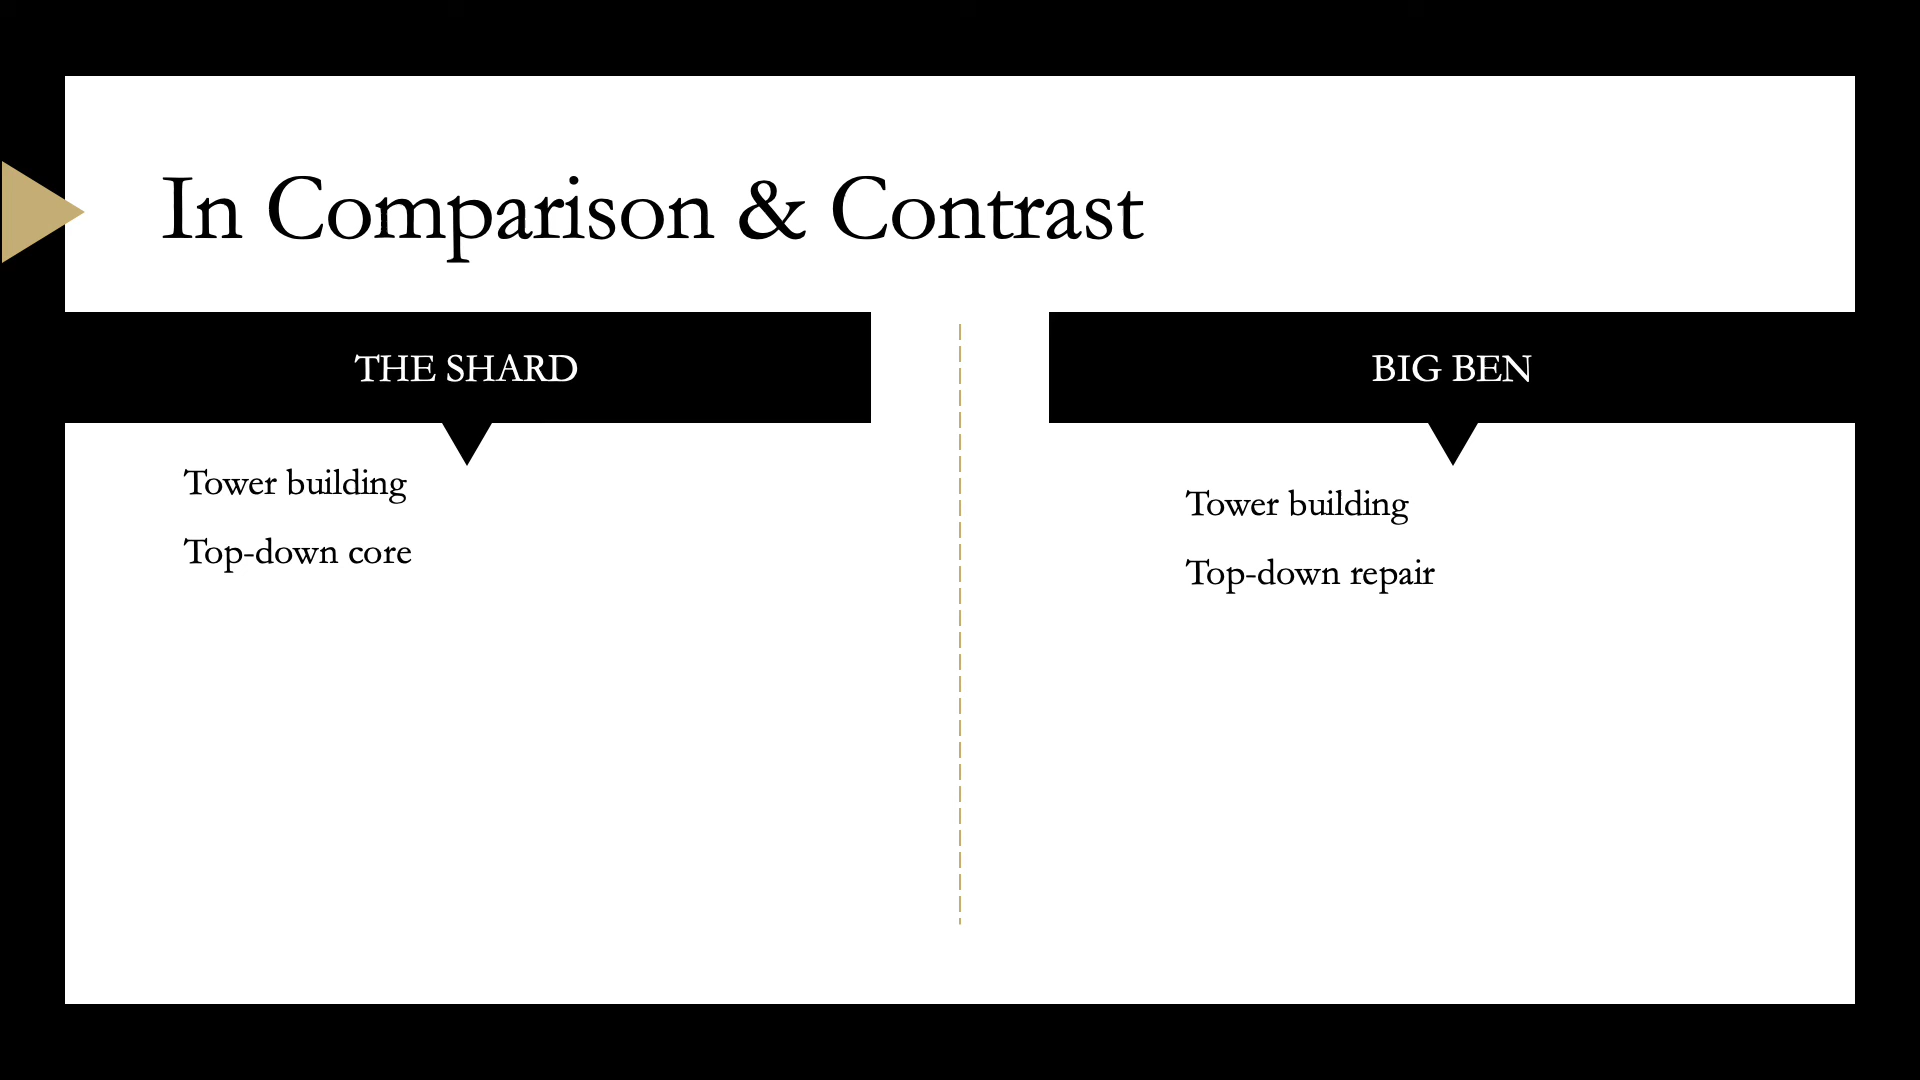 In Comparison & Contrast
THE SHARD
Tower building
Top-down core
BIG BEN
Tower building
Top-down repair